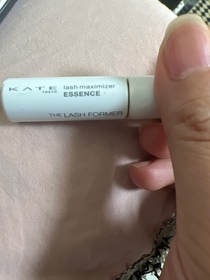 KATE
TOKYO
lash maximizer
ESSENCE
THE LASH FORMER